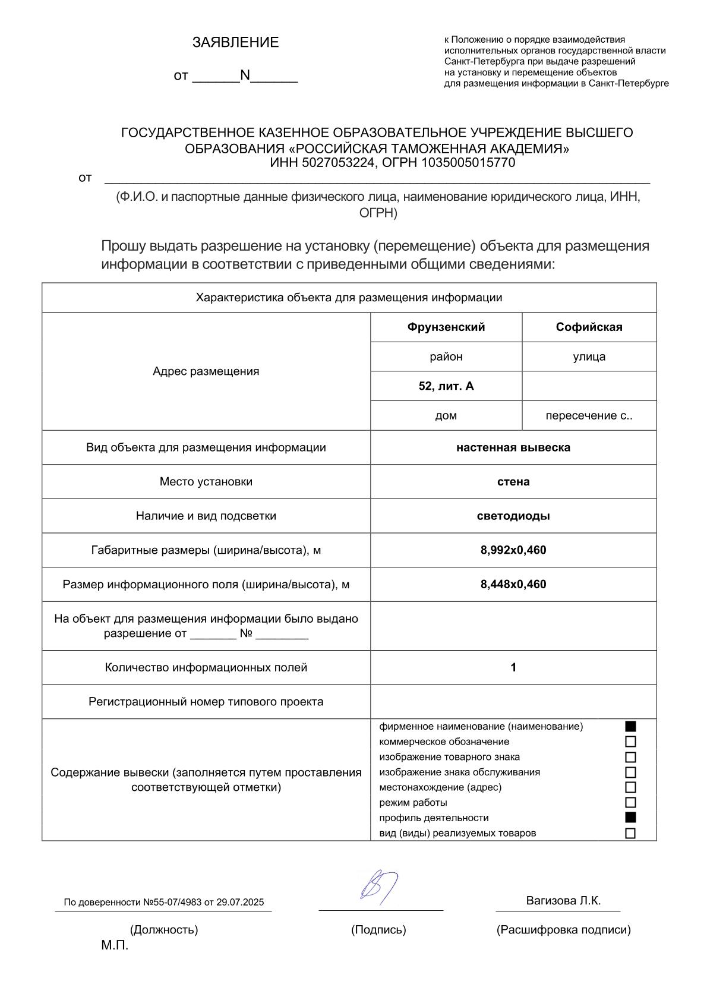 ЗАЯВЛЕНИЕ
от ______N______
к Положению о порядке взаимодействия
исполнительных органов государственной власти
Санкт-Петербурга при выдаче разрешений
на установку и перемещение объектов
для размещения информации в Санкт-Петербурге
ГОСУДАРСТВЕННОЕ КАЗЕННОЕ ОБРАЗОВАТЕЛЬНОЕ УЧРЕЖДЕНИЕ ВЫСШЕГО
ОБРАЗОВАНИЯ «РОССИЙСКАЯ ТАМОЖЕННАЯ АКАДЕМИЯ»
ИНН 5027053224, ОГРН 1035005015770
от
(Ф.И.О. и паспортные данные физического лица, наименование юридического лица, ИНН,
ОГРН)
Прошу выдать разрешение на установку (перемещение) объекта для размещения
информации в соответствии с приведенными общими сведениями:
Характеристика объекта для размещения информации
Адрес размещения
Фрунзенский
Софийская
район
улица
52, лит. А
дом
пересечение с..
Вид объекта для размещения информации
настенная вывеска
Место установки
стена
Наличие и вид подсветки
светодиоды
Габаритные размеры (ширина/высота), м
8,992х0,460
Размер информационного поля (ширина/высота), м
8,448х0,460
На объект для размещения информации было выдано
разрешение от _______ № ________
Количество информационных полей
1
Регистрационный номер типового проекта
Содержание вывески (заполняется путем проставления
соответствующей отметки)
фирменное наименование (наименование)
коммерческое обозначение
изображение товарного знака
изображение знака обслуживания
местонахождение (адрес)
режим работы
профиль деятельности
вид (виды) реализуемых товаров
По доверенности №55-07/4983 от 29.07.2025
Вагизова Л.К.
(Должность)
(Подпись)
(Расшифровка подписи)
М.П.